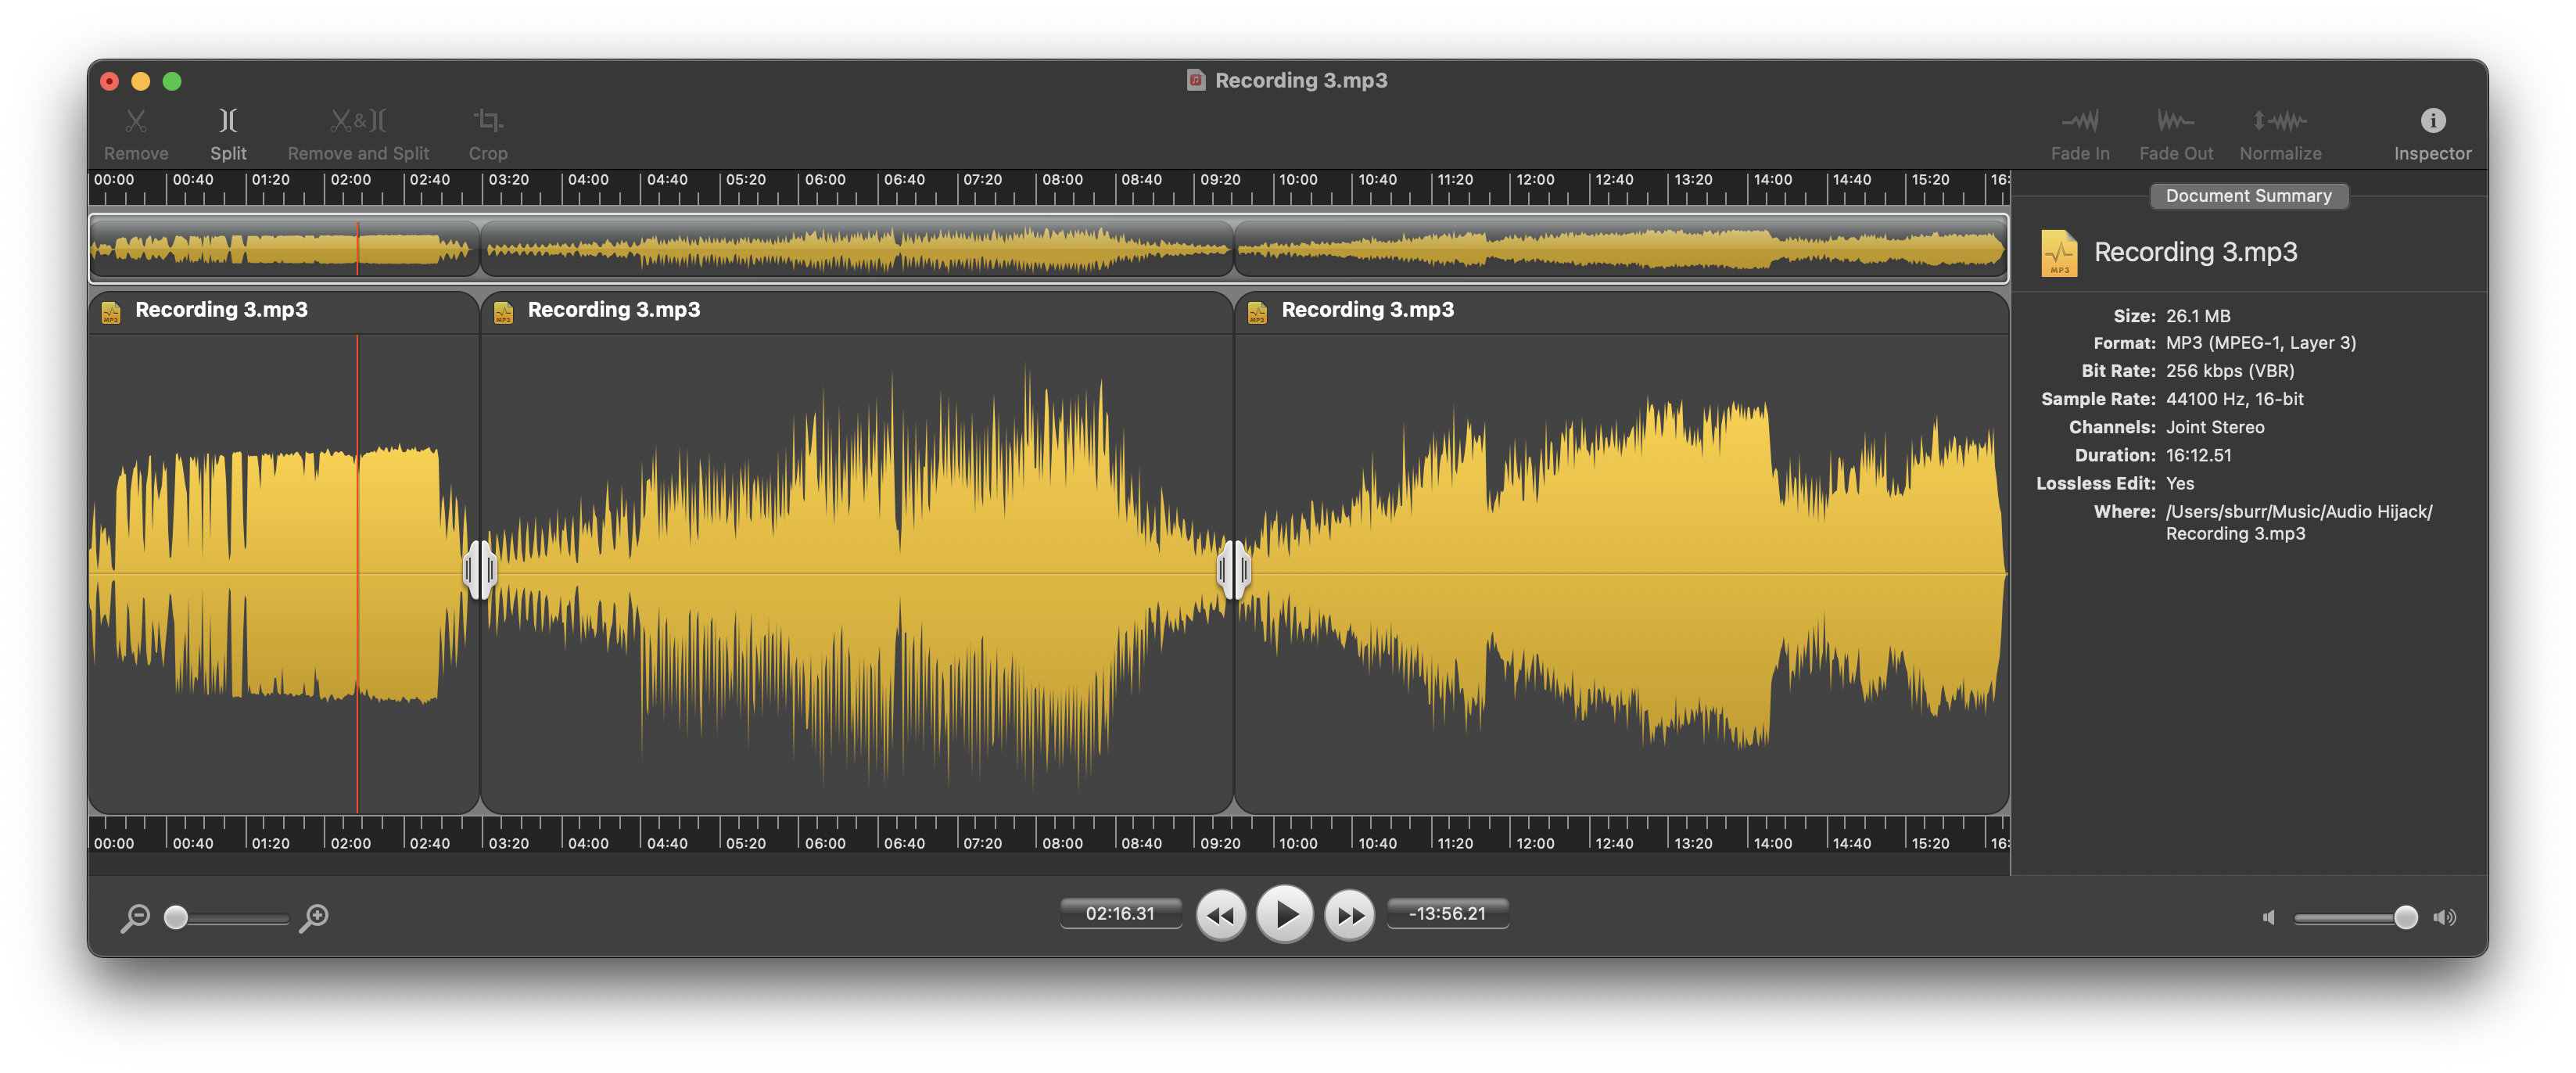 Recording 3.mp3
Remove
Split
&
Remove and Split
Crop
Fade In
Fade Out
Normalize
Inspector
00:00 00:40 01:20 02:00 02:40 03:20 04:00 04:40 05:20 06:00 06:40 07:20 08:00 08:40 09:20 10:00 10:40 11:20 12:00 12:40 13:20 14:00 14:40 15:20 16:
Recording 3.mp3
Recording 3.mp3
Recording 3.mp3
00:00 00:40 01:20 02:00 02:40 03:20 04:00 04:40 05:20 06:00 06:40 07:20 08:00 08:40 09:20 10:00 10:40 11:20 12:00 12:40 13:20 14:00 14:40 15:20 16:
Document Summary
MP3
Recording 3.mp3
Size: 26.1 MB
Format: MP3 (MPEG-1, Layer 3)
Bit Rate: 256 kbps (VBR)
Sample Rate: 44100 Hz, 16-bit
Channels: Joint Stereo
Duration: 16:12.51
Lossless Edit: Yes
Where: /Users/sburr/Music/Audio Hijack/
Recording 3.mp3
02:16.31
-13:56.21